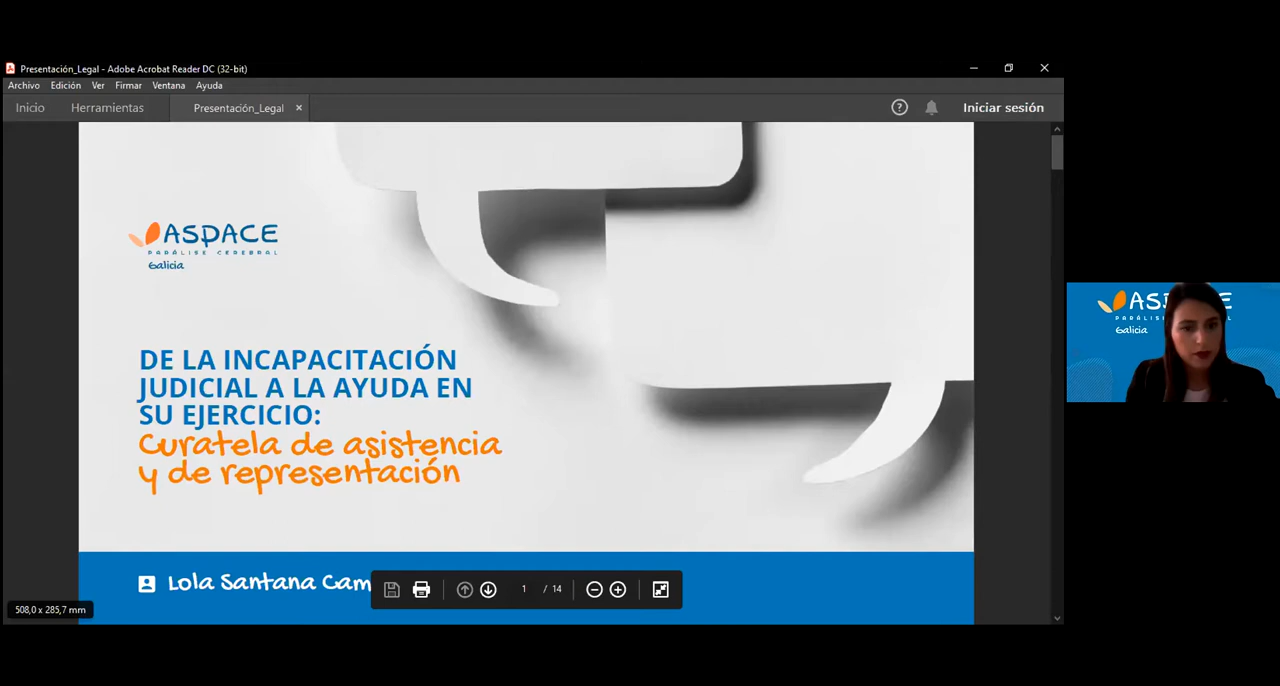 Presentación_Legal - Adobe Acrobat Reader DC (32-bit)
Archivo Edición Ver Firmar Ventana Ayuda
Inicio Herramientas Presentación_Legal Iniciar sesión
ASPACE
PARÁLISE CEREBRAL
Galicia
DE LA INCAPACITACIÓN
JUDICIAL A LA AYUDA EN
SU EJERCICIO:
Curatela de asistencia
y de representación
Lola Santana
1 / 14
508,0 x 285,7 mm
Galicia